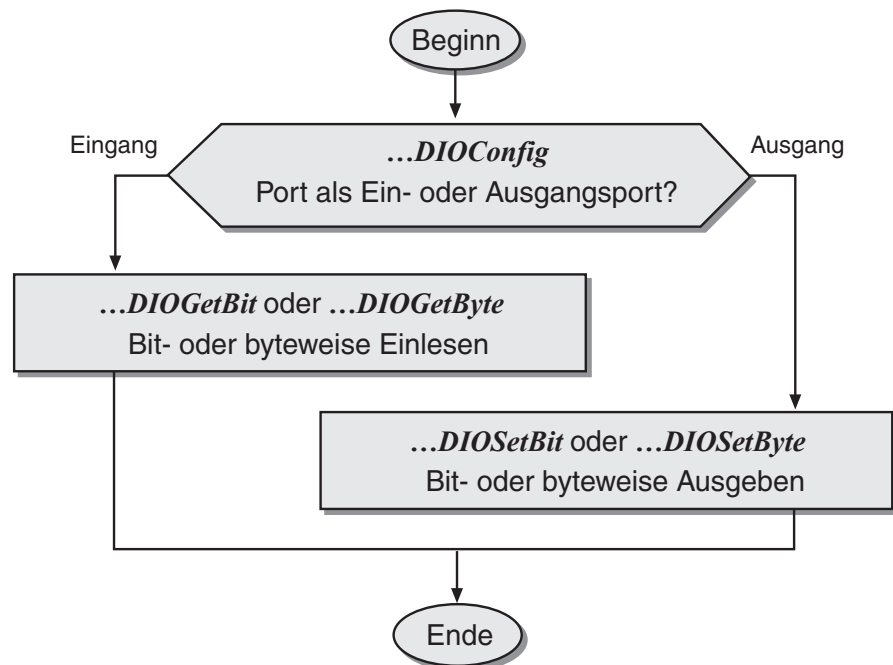 Beginn
Eingang
Ausgang
...DIOConfig
Port als Ein- oder Ausgangsport?
...DIOGetBit oder ...DIOGetByte
Bit- oder byteweise Einlesen
...DIOSetBit oder ...DIOSetByte
Bit- oder byteweise Ausgeben
Ende